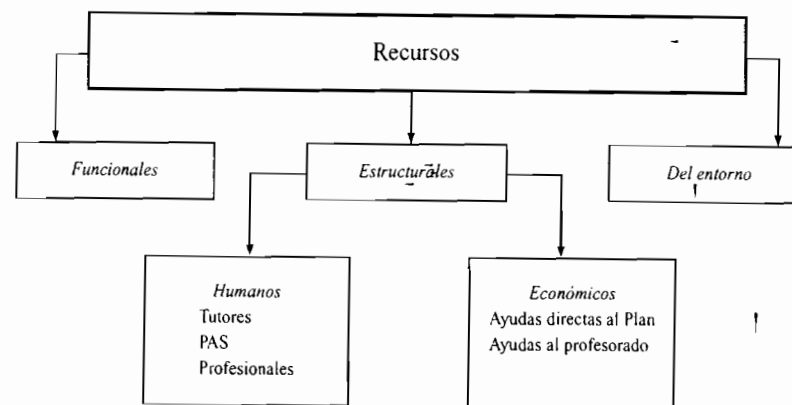 Recursos
Funcionales
Estructurales
Del entorno
Humanos
Tutores
PAS
Profesionales
Económicos
Ayudas directas al Plan
Ayudas al profesorado